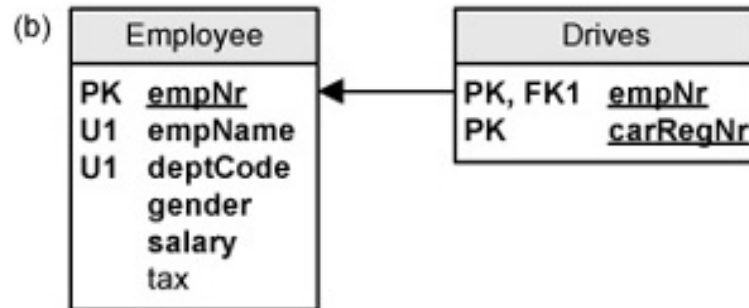 (b)
Employee
PK empNr
U1 empName
U1 deptCode
gender
salary
tax
Drives
PK, FK1 empNr
PK carRegNr